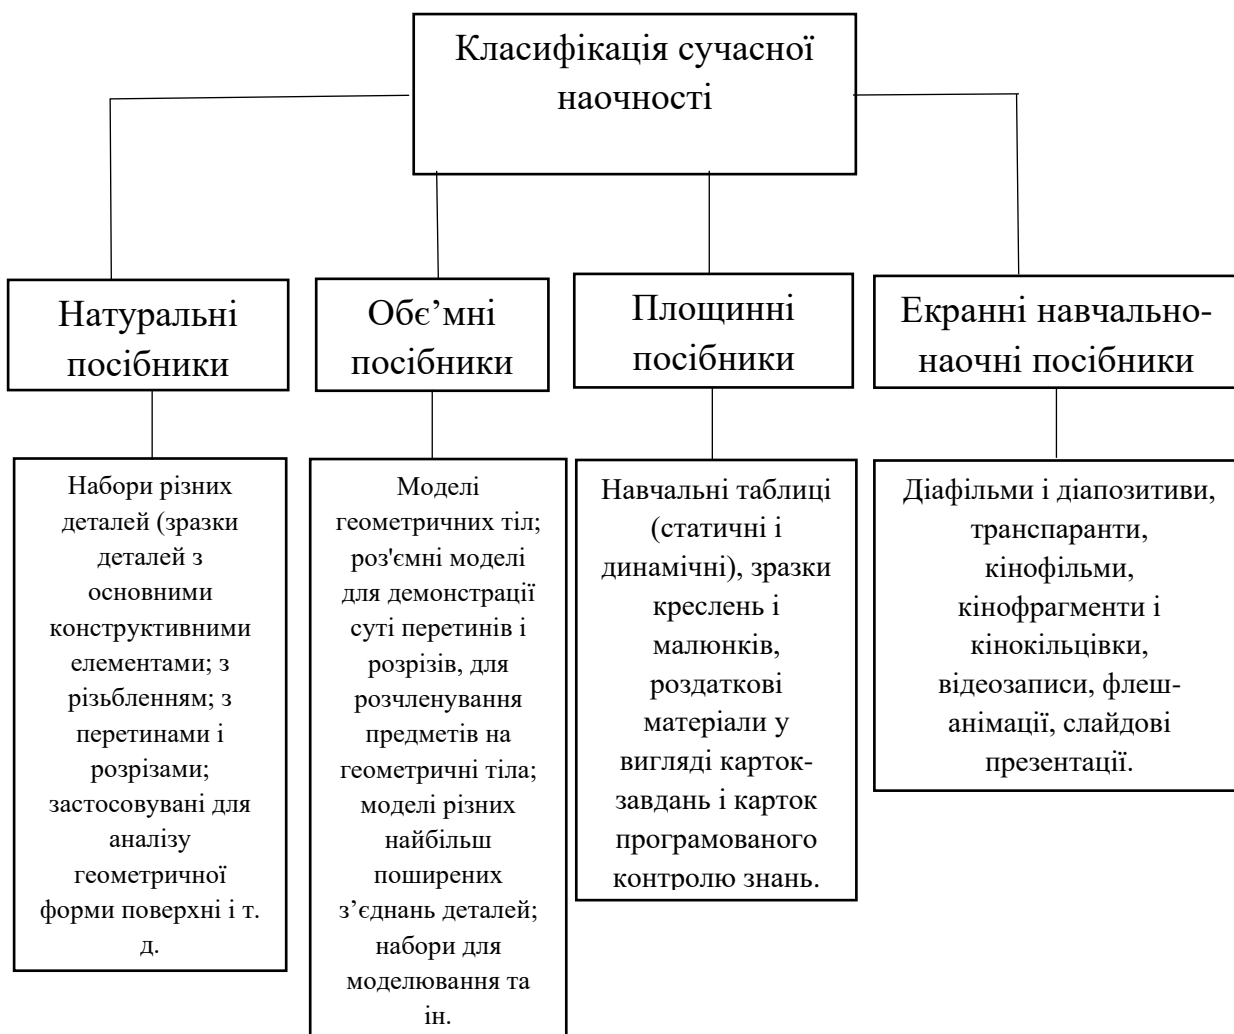 Класифікація сучасної
наочності
Натуральні
посібники
Обє’мні
посібники
Площинні
посібники
Екранні навчально-
наочні посібники
Набори різних
деталей (зразки
деталей з
основними
конструктивними
елементами; з
різьбленням; з
перетинами і
розрізами;
застосовувані для
аналізу
геометричної
форми поверхні і т.
д.
Моделі
геометричних тіл;
роз'ємні моделі
для демонстрації
суті перетинів і
розрізів, для
розчленування
предметів на
геометричні тіла;
моделі різних
найбільш
поширених
з’єднань деталей;
набори для
моделювання та
ін.
Навчальні таблиці
(статичні і
динамічні), зразки
креслень і
малюнків,
роздаткові
матеріали у
вигляді карток-
завдань і карток
програмованого
контролю знань.
Діафільми і діапозитиви,
транспаранти,
кінофільми,
кінофрагменти і
кінокільцівки,
відеозаписи, флеш-
анімації, слайдові
презентації.